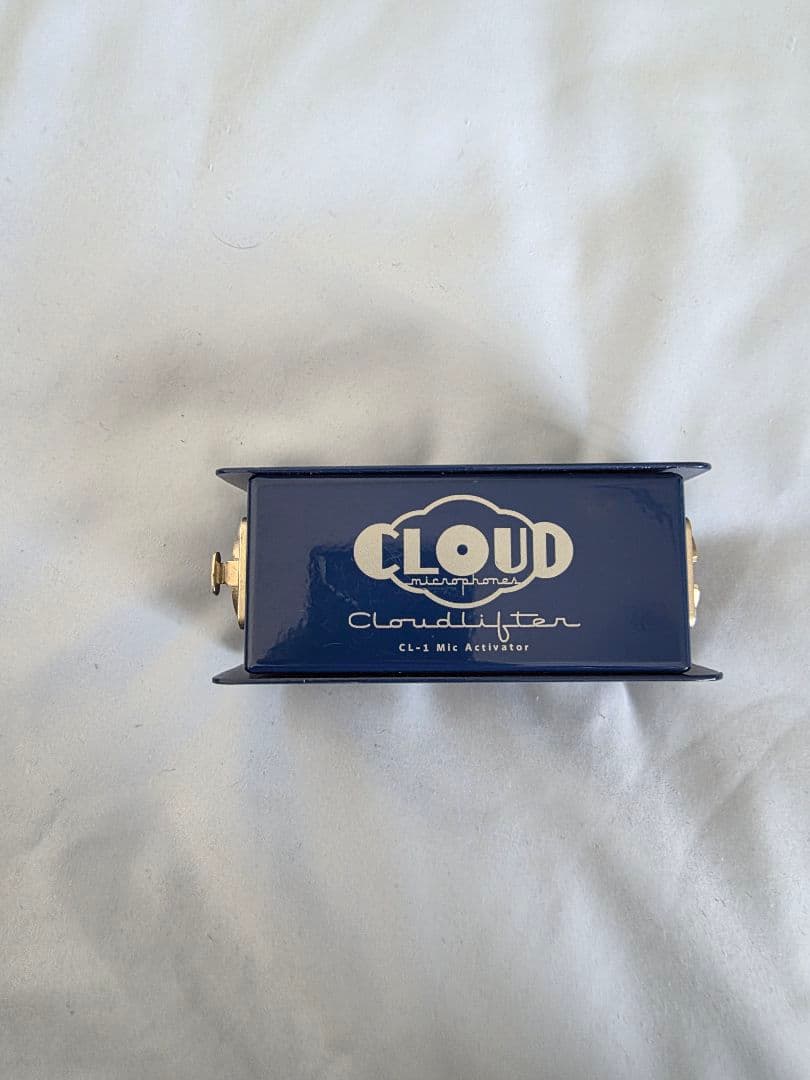 CLOUD
microphones
Cloudlifter
CL-1 Mic Activator